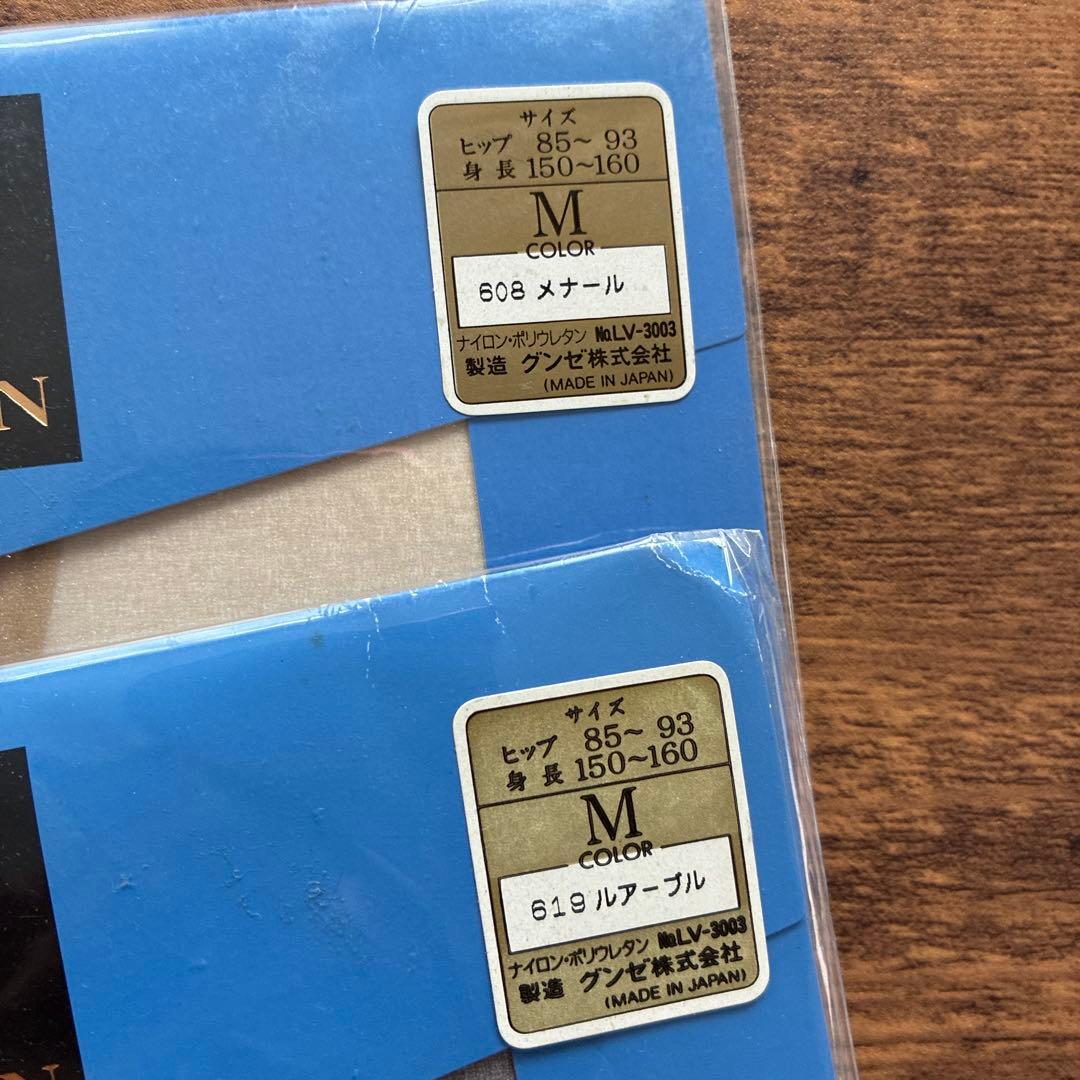 サイズ
ヒップ 85～ 93
身長 150～160
M
COLOR
608 メナール
ナイロン・ポリウレタン No.LV-3003
製造 グンゼ株式会社
(MADE IN JAPAN)
N
サイズ
ヒップ 85～ 93
身長 150～160
M
COLOR
619 ルアーブル
ナイロン・ポリウレタン No.LV-3003
製造 グンゼ株式会社
(MADE IN JAPAN)
N